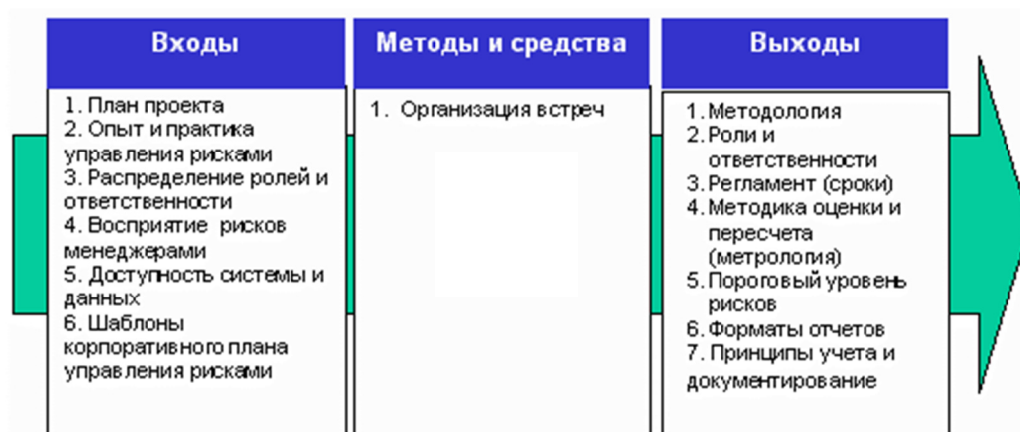 Входы
1. План проекта
2. Опыт и практика
управления рисками
3. Распределение ролей и
ответственности
4. Восприятие рисков
менеджерами
5. Доступность системы и
данных
6. Шаблоны
корпоративного плана
управления рисками
Методы и средства
1. Организация встреч
Выходы
1. Методология
2. Роли и
ответственности
3. Регламент (сроки)
4. Методика оценки и
пересчета
(метрология)
5. Пороговый уровень
рисков
6. Форматы отчетов
7. Принципы учета и
документирование